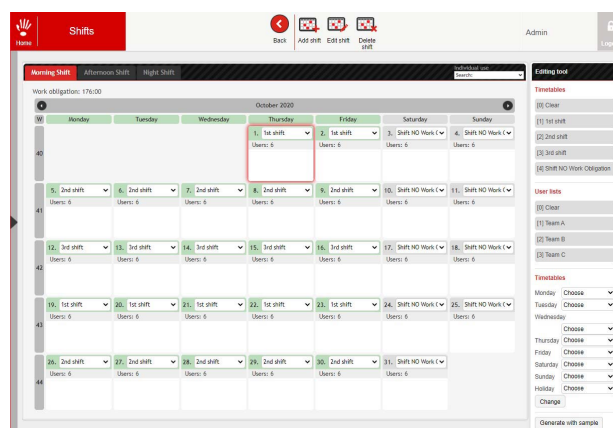 Home
Shifts
Back
Add shift
Edit shift
Delete shift
Admin
Morning Shift Afternoon Shift Night Shift
Individual use
Search:
Work obligation: 176:00
October 2020
W Monday Tuesday Wednesday Thursday Friday Saturday Sunday
40
1. 1st shift 2. 1st shift 3. Shift NO Work 4. Shift NO Work
Users: 6 Users: 6 Users: 6 Users: 6
41
5. 2nd shift 6. 2nd shift 7. 2nd shift 8. 2nd shift 9. 2nd shift 10. Shift NO Work 11. Shift NO Work
Users: 6 Users: 6 Users: 6 Users: 6 Users: 6 Users: 6 Users: 6
42
12. 3rd shift 13. 3rd shift 14. 3rd shift 15. 3rd shift 16. 3rd shift 17. Shift NO Work 18. Shift NO Work
Users: 6 Users: 6 Users: 6 Users: 6 Users: 6 Users: 6 Users: 6
43
19. 1st shift 20. 1st shift 21. 1st shift 22. 1st shift 23. 1st shift 24. Shift NO Work 25. Shift NO Work
Users: 6 Users: 6 Users: 6 Users: 6 Users: 6 Users: 6 Users: 6
44
26. 2nd shift 27. 2nd shift 28. 2nd shift 29. 2nd shift 30. 2nd shift 31. Shift NO Work
Users: 6 Users: 6 Users: 6 Users: 6 Users: 6 Users: 6
Editing tool
Timetables
[0] Clear
[1] 1st shift
[2] 2nd shift
[3] 3rd shift
[4] Shift NO Work Obligation
User lists
[0] Clear
[1] Team A
[2] Team B
[3] Team C
Timetables
Monday Choose
Tuesday Choose
Wednesday
Choose
Thursday Choose
Friday Choose
Saturday Choose
Sunday Choose
Holiday Choose
Change
Generate with sample